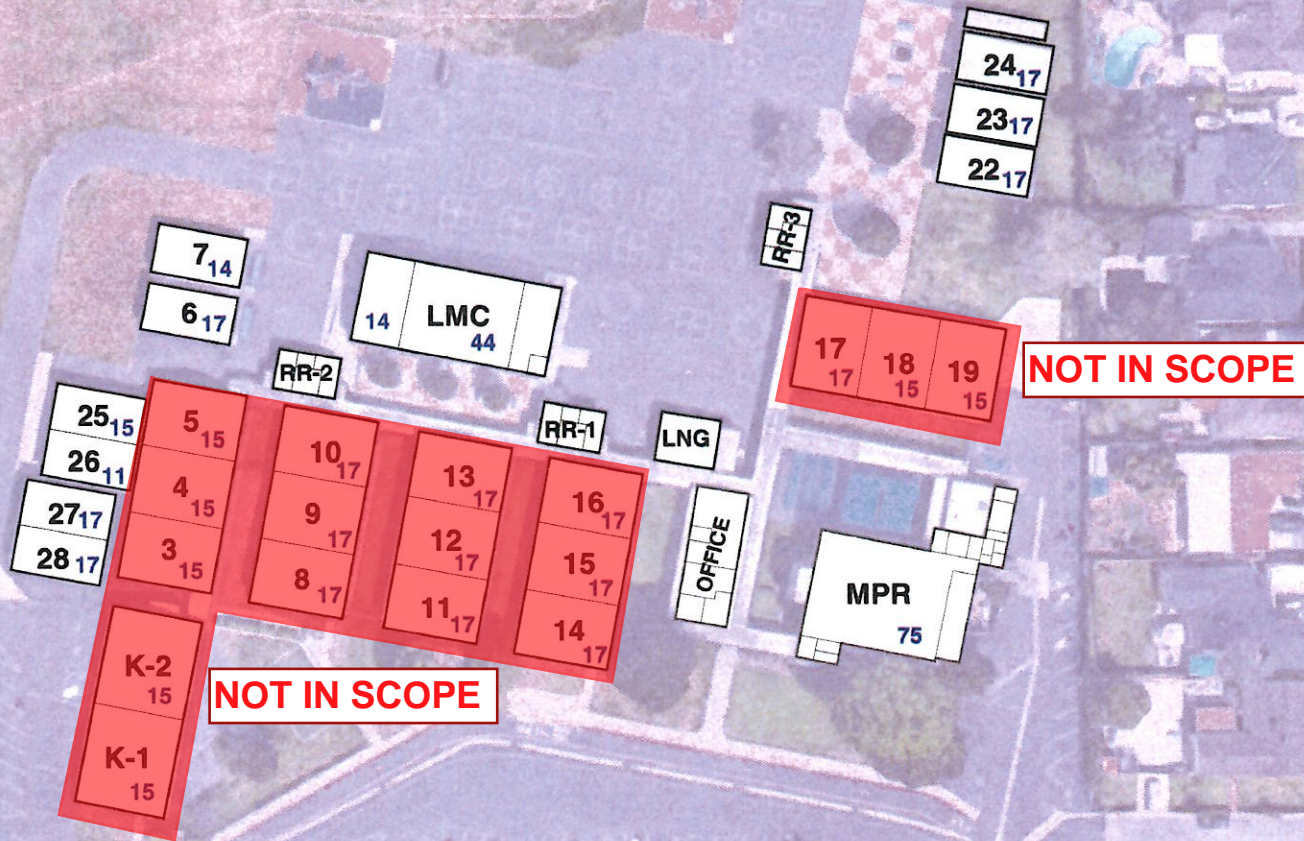 24 17
23 17
22 17
RR-3
7 14
6 17
14
LMC
44
RR-2
RR-1
LNG
17
17
18
15
19
15
NOT IN SCOPE
25 15
26 11
27 17
28 17
5 15
4 15
3 15
10 17
9 17
8 17
13 17
12 17
11 17
16 17
15 17
14 17
OFFICE
MPR
75
K-2
15
K-1
15
NOT IN SCOPE